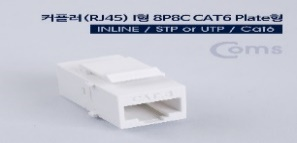 커플러(RJ45) I형 8P8C CAT6 Plate형
INLINE / STP or UTP / Cat6
Coms